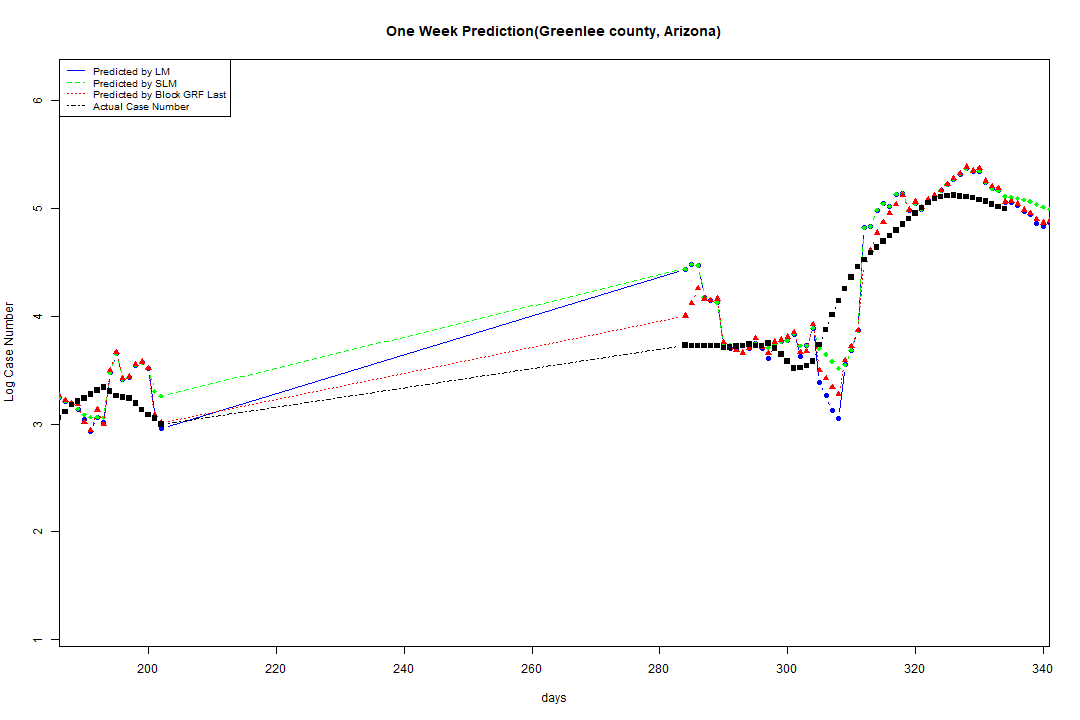 One Week Prediction(Greenlee county, Arizona)
Predicted by LM
Predicted by SLM
Predicted by Block GRF Last
Actual Case Number
6
5
4
3
2
1
Log Case Number
200 220 240 260 280 300 320 340
days